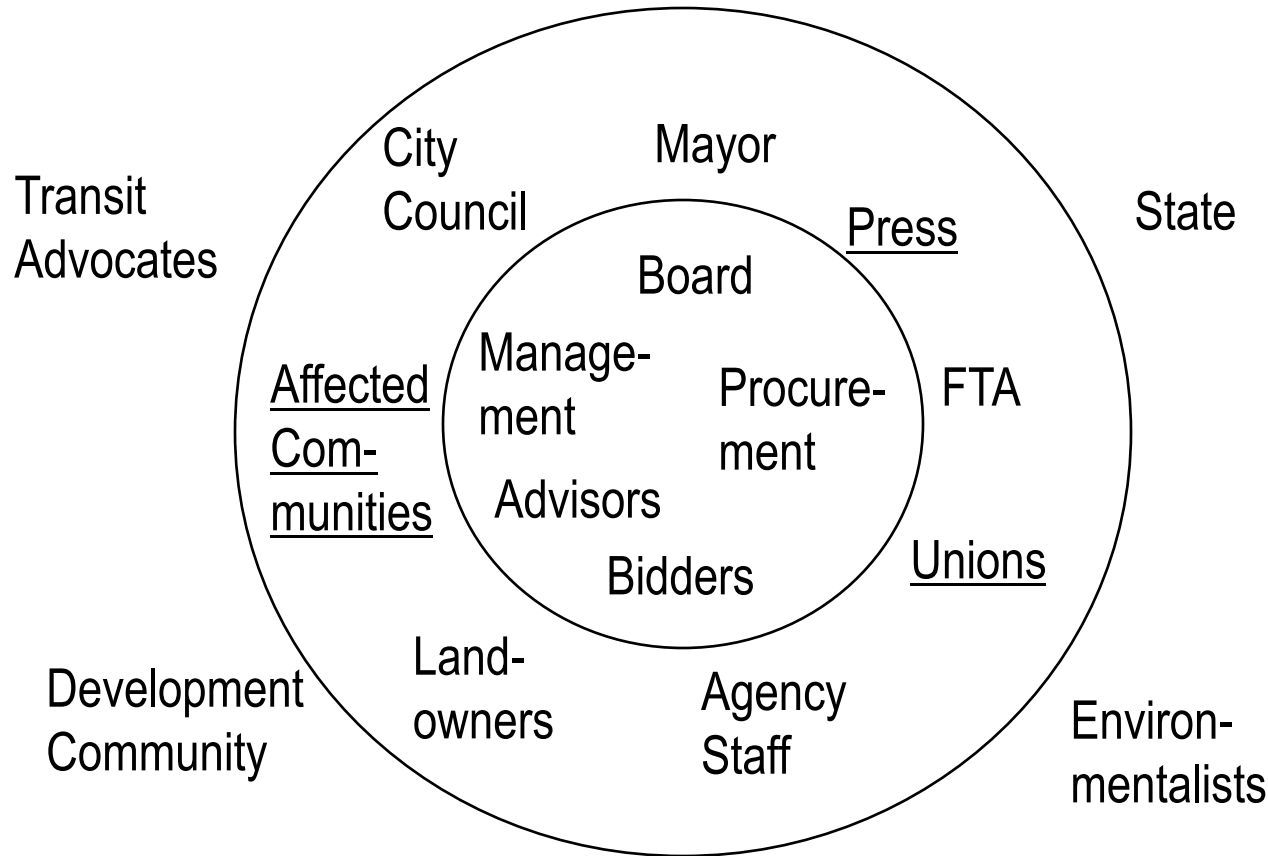 City
Council
Mayor
Transit
Advocates
State
Press
Board
Manage-
ment
Procure-
ment
FTA
Affected
Com-
munities
Advisors
Bidders
Unions
Land-
owners
Agency
Staff
Development
Community
Environ-
mentalists